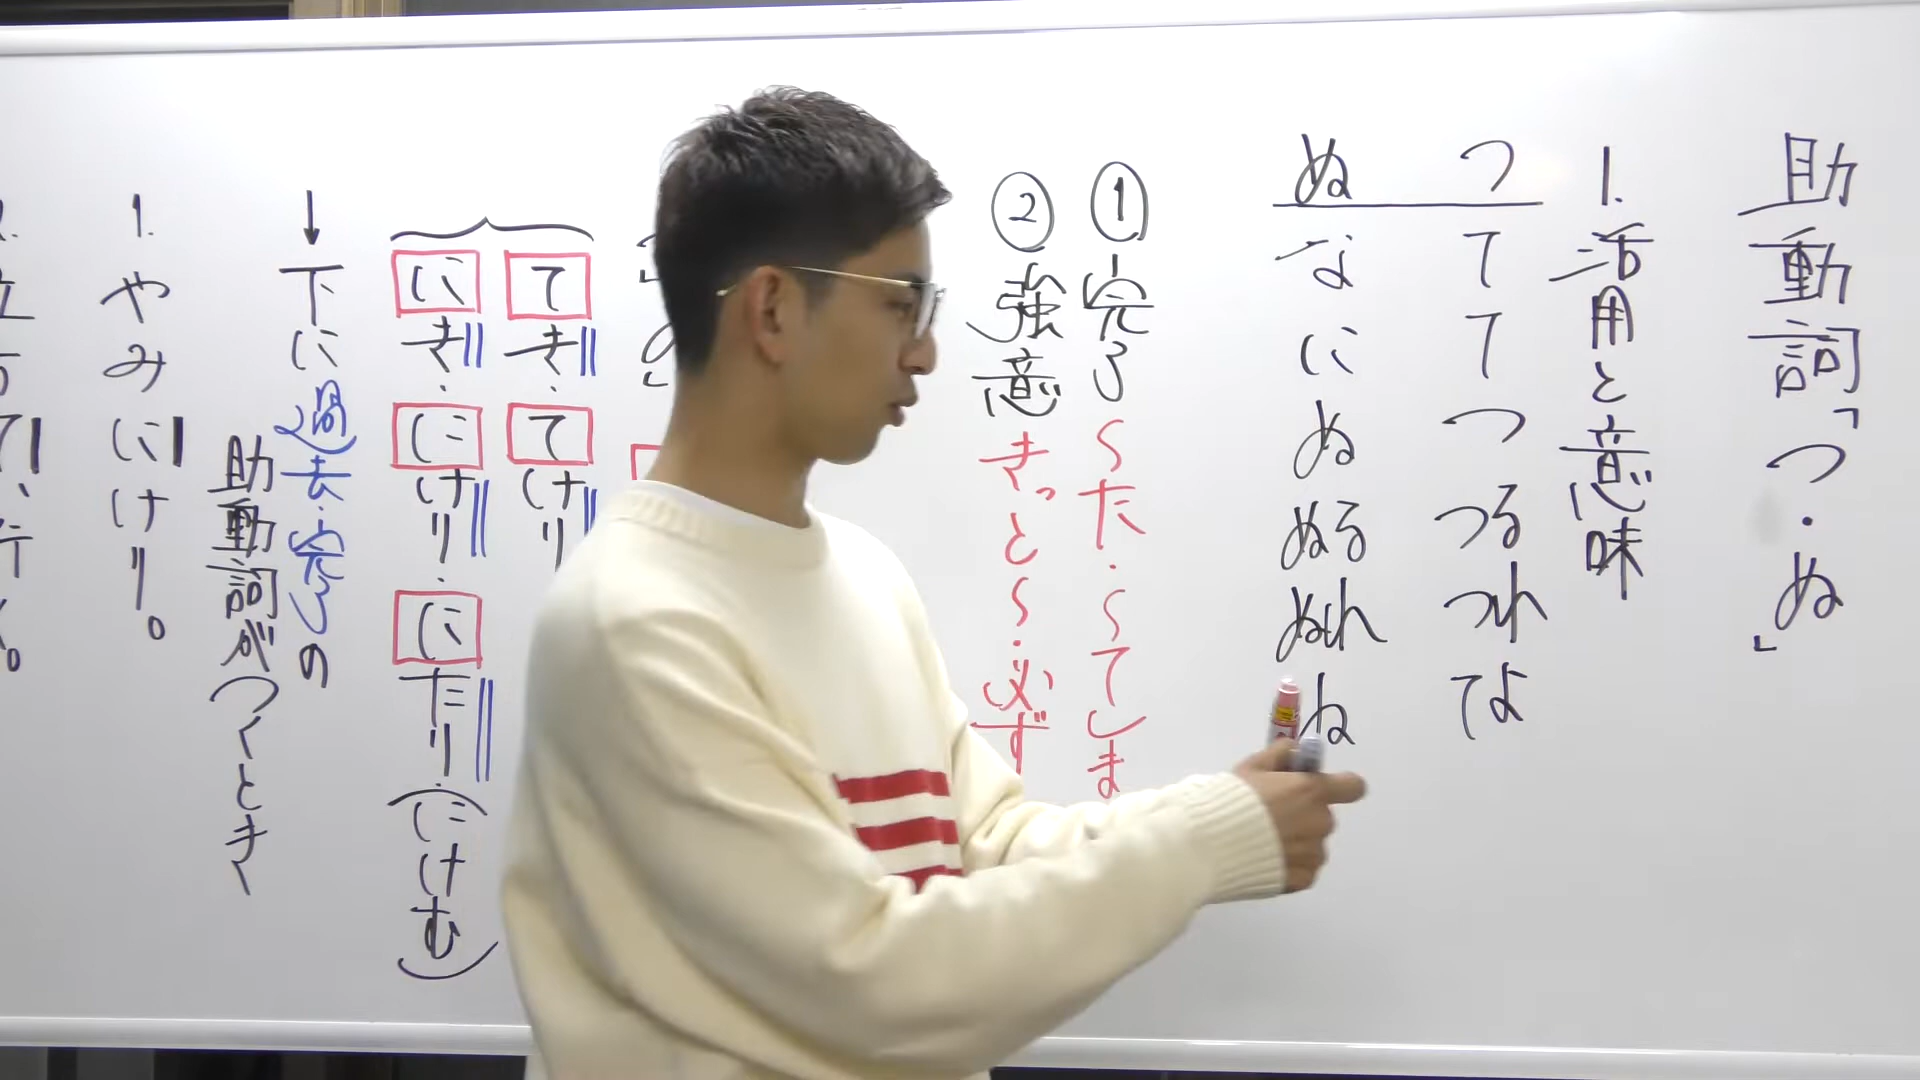 助動詞「つ・ぬ」
1. 活用と意味
つ て て つ つる つれ てよ
ぬ な に ぬ ぬる ぬれ ね
① 完了 〜た・〜てしま
② 強意 きっと〜・必ず
てき・てけり
にき・にけり・にたり・(にけむ)
↓下に過去・完了の
助動詞がつくとき
1. やみにけり。